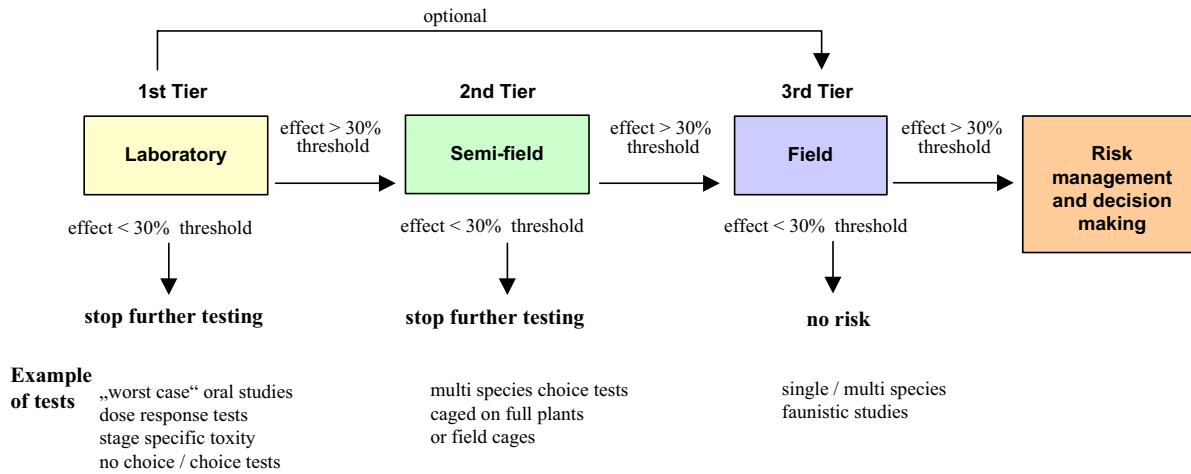 optional
1st Tier
2nd Tier
3rd Tier
Laboratory
effect > 30%
threshold
Semi-field
effect > 30%
threshold
Field
effect > 30%
threshold
Risk
management
and decision
making
effect < 30% threshold
effect < 30% threshold
effect < 30% threshold
stop further testing
stop further testing
no risk
Example
of tests
„worst case“ oral studies
dose response tests
stage specific toxity
no choice / choice tests
multi species choice tests
caged on full plants
or field cages
single / multi species
faunistic studies